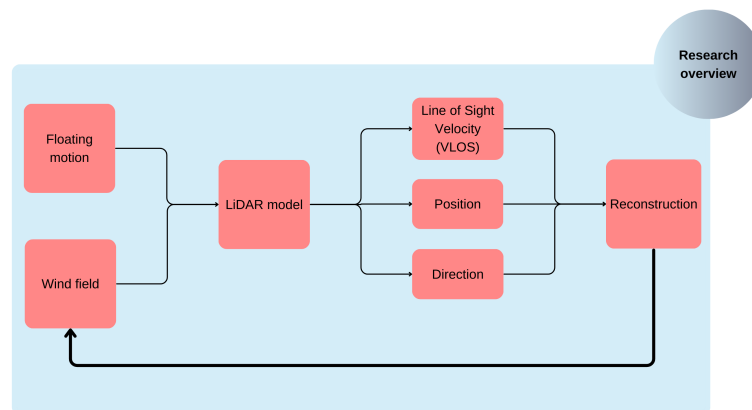 Research
overview
Floating
motion
Wind field
LiDAR model
Line of Sight
Velocity
(VLOS)
Position
Direction
Reconstruction